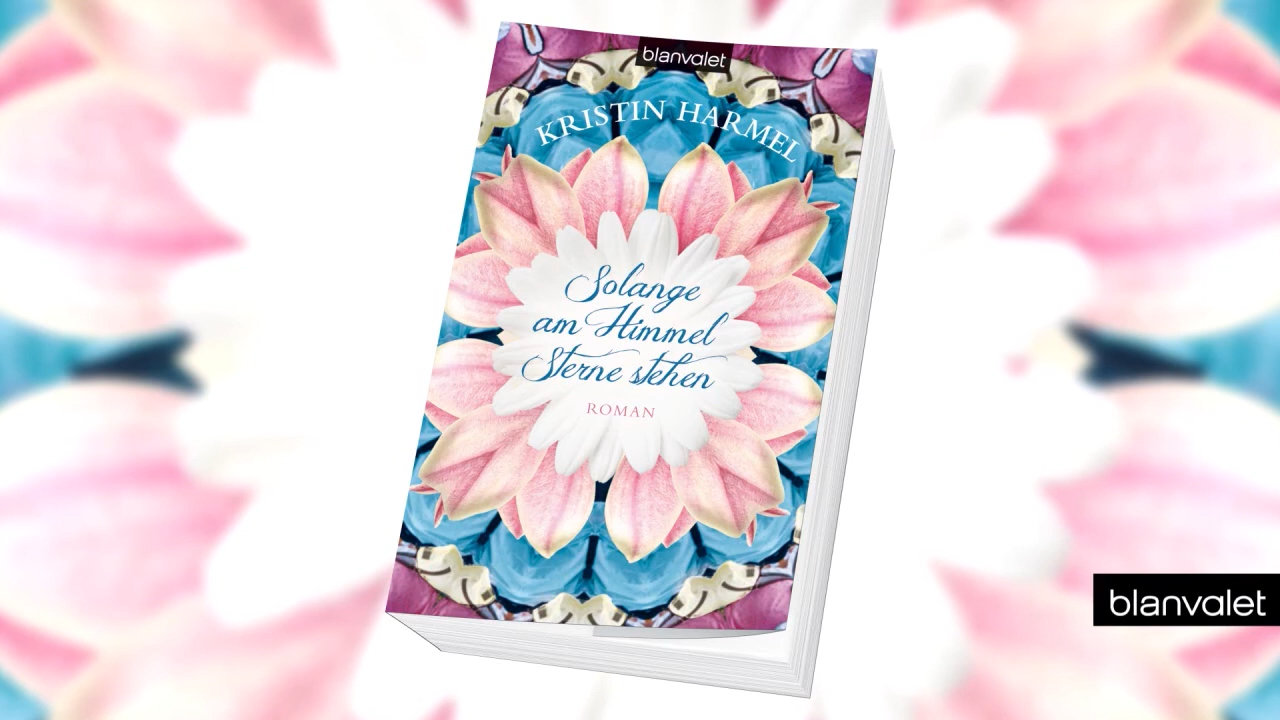 blanvalet
KRISTIN HARMEL
Solange
am Himmel
Sterne stehen
ROMAN
blanvalet